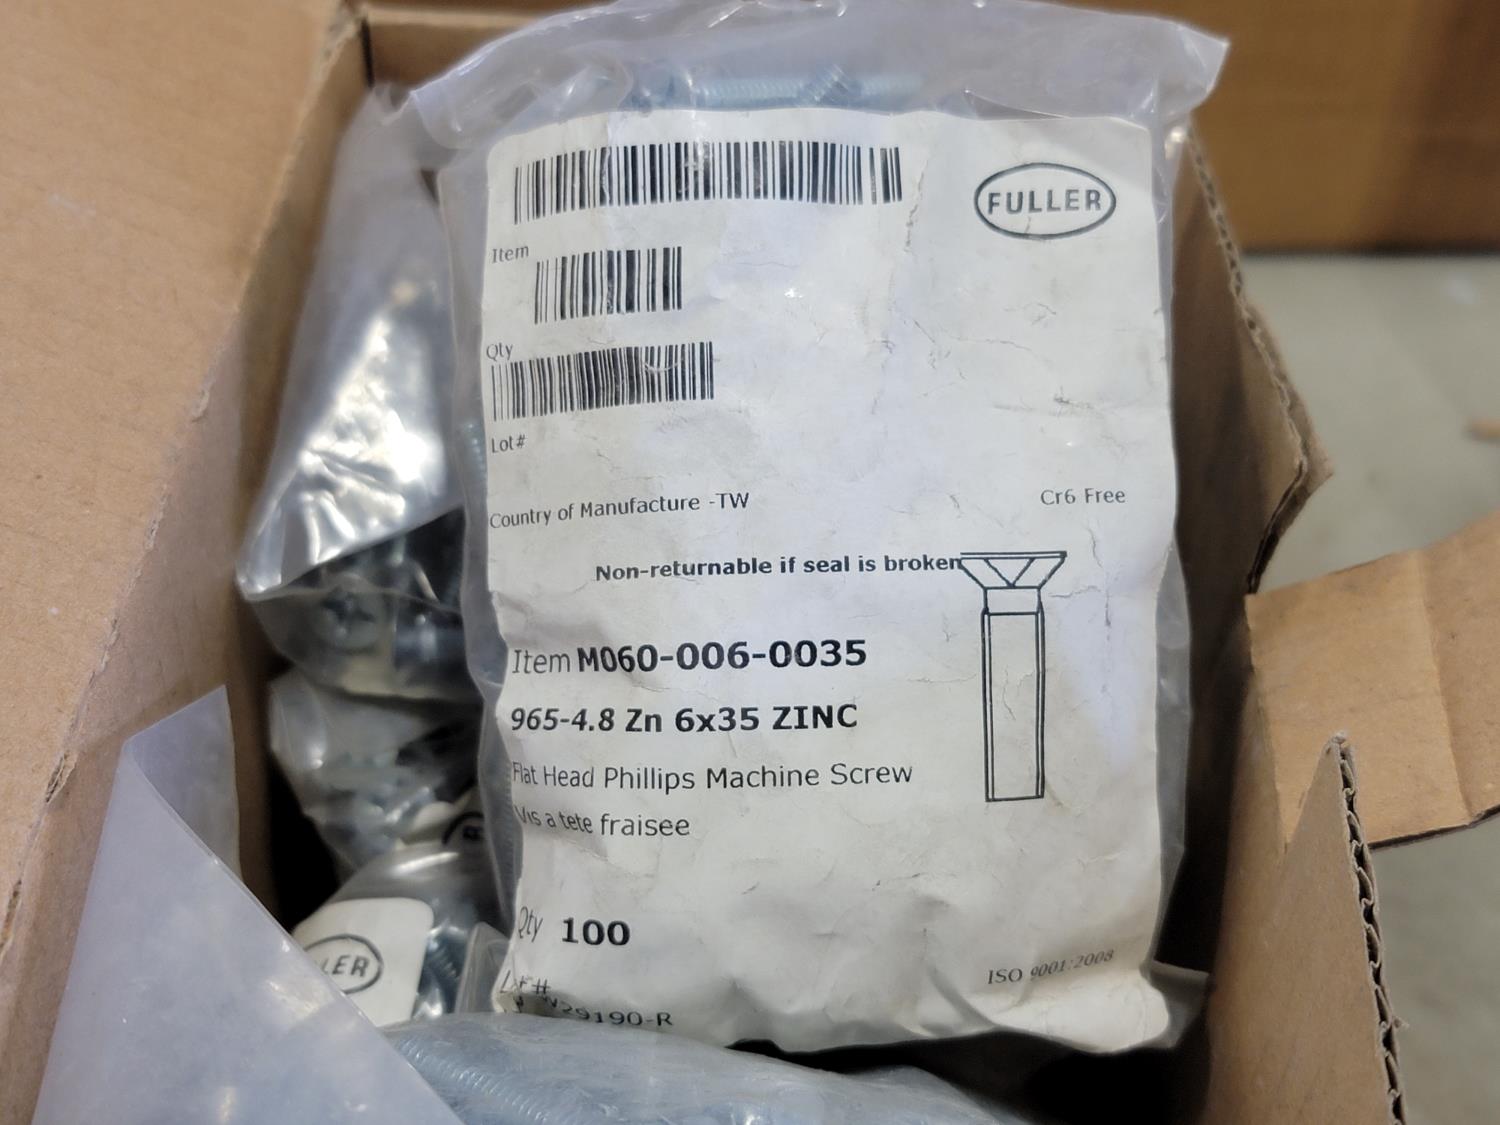 FULLER
Item
Qty
Lot#
Country of Manufacture -TW
Cr6 Free
Non-returnable if seal is broken
Item M060-006-0035
965-4.8 Zn 6x35 ZINC
Flat Head Phillips Machine Screw
Vis a tete fraisee
Qty 100
Lot#
29190-R
ISO 9001:2008
LER